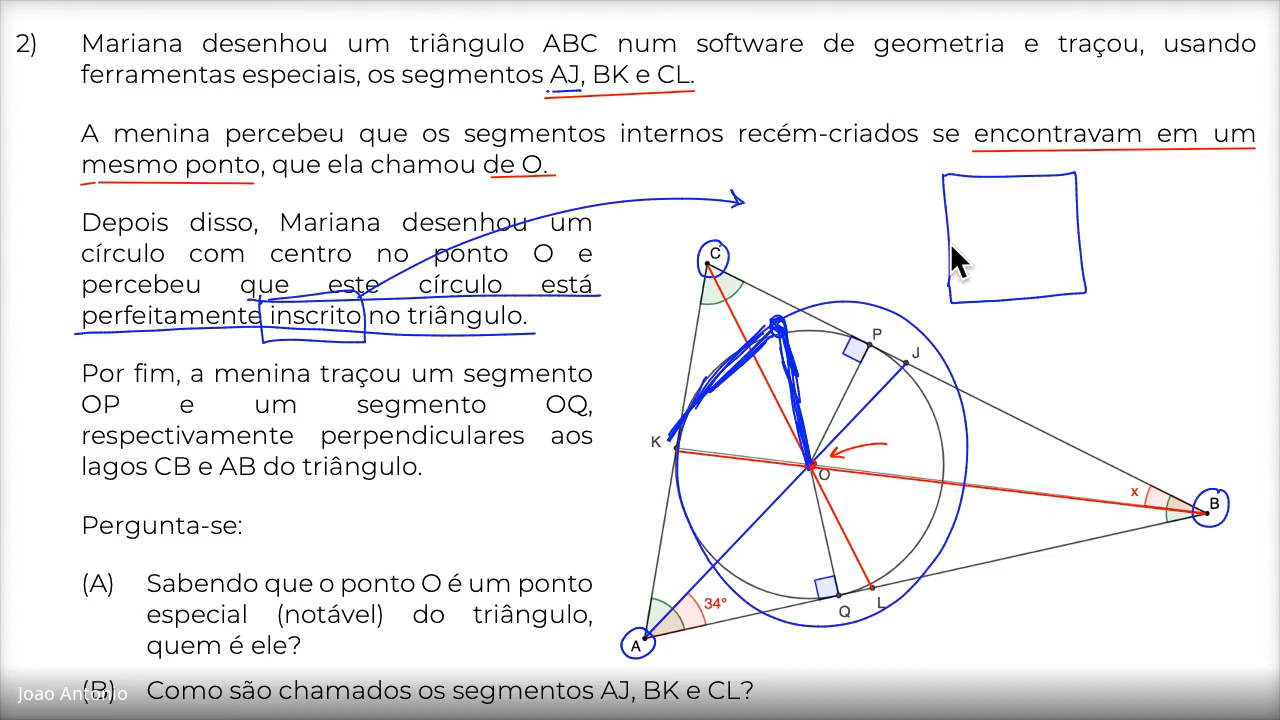 2) Mariana desenhou um triângulo ABC num software de geometria e traçou, usando
ferramentas especiais, os segmentos AJ, BK e CL.
A menina percebeu que os segmentos internos recém-criados se encontravam em um
mesmo ponto, que ela chamou de O.
Depois disso, Mariana desenhou um
círculo com centro no ponto O e
percebeu que este círculo está
perfeitamente inscrito no triângulo.
Por fim, a menina traçou um segmento
OP e um segmento OQ,
respectivamente perpendiculares aos
lagos CB e AB do triângulo.
Pergunta-se:
(A) Sabendo que o ponto O é um ponto
especial (notável) do triângulo,
quem é ele?
(B) Como são chamados os segmentos AJ, BK e CL?
C
P
J
K
O
x
B
34°
Q
L
A
Joao Antonio